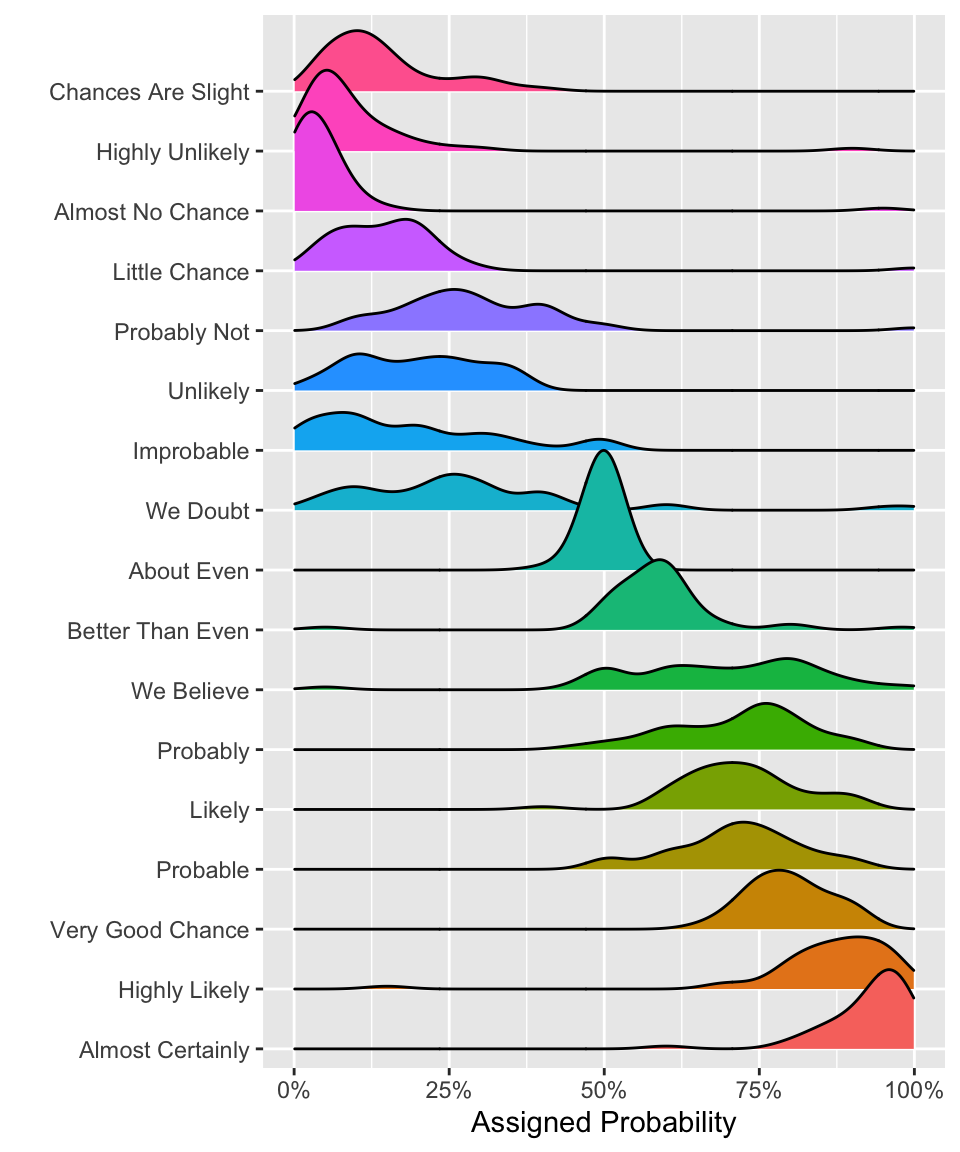 Chances Are Slight
Highly Unlikely
Almost No Chance
Little Chance
Probably Not
Unlikely
Improbable
We Doubt
About Even
Better Than Even
We Believe
Probably
Likely
Probable
Very Good Chance
Highly Likely
Almost Certainly
0% 25% 50% 75% 100%
Assigned Probability